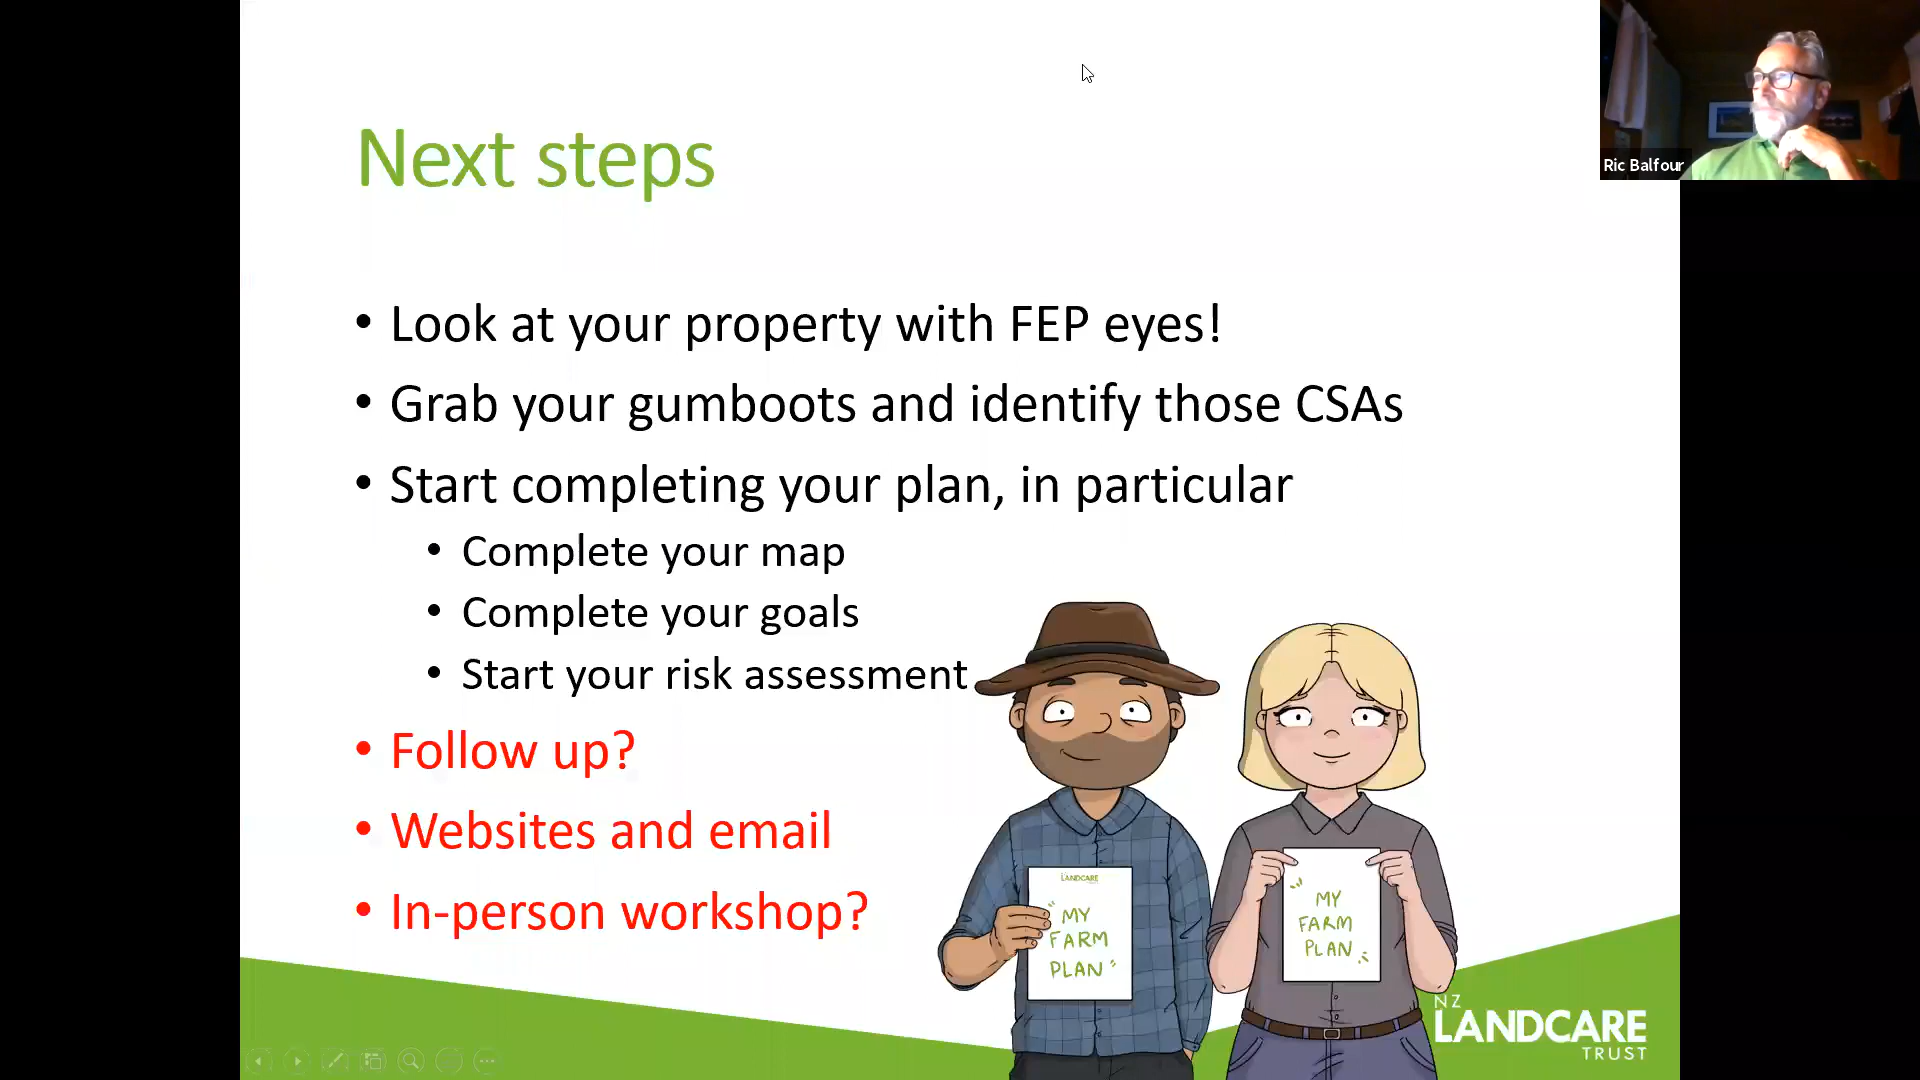 Next steps
Ric Balfour
• Look at your property with FEP eyes!
• Grab your gumboots and identify those CSAs
• Start completing your plan, in particular
• Complete your map
• Complete your goals
• Start your risk assessment
• Follow up?
• Websites and email
• In-person workshop?
LANDCARE
"MY
FARM
PLAN"
MY
FARM
PLAN
NZ
LANDCARE
TRUST